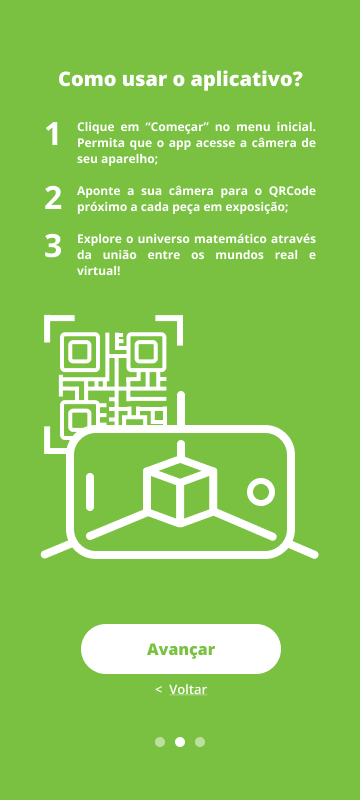 Como usar o aplicativo?
1 Clique em “Começar” no menu inicial.
Permita que o app acesse a câmera de
seu aparelho;
2 Aponte a sua câmera para o QRCode
próximo a cada peça em exposição;
3 Explore o universo matemático através
da união entre os mundos real e
virtual!
Avançar
< Voltar